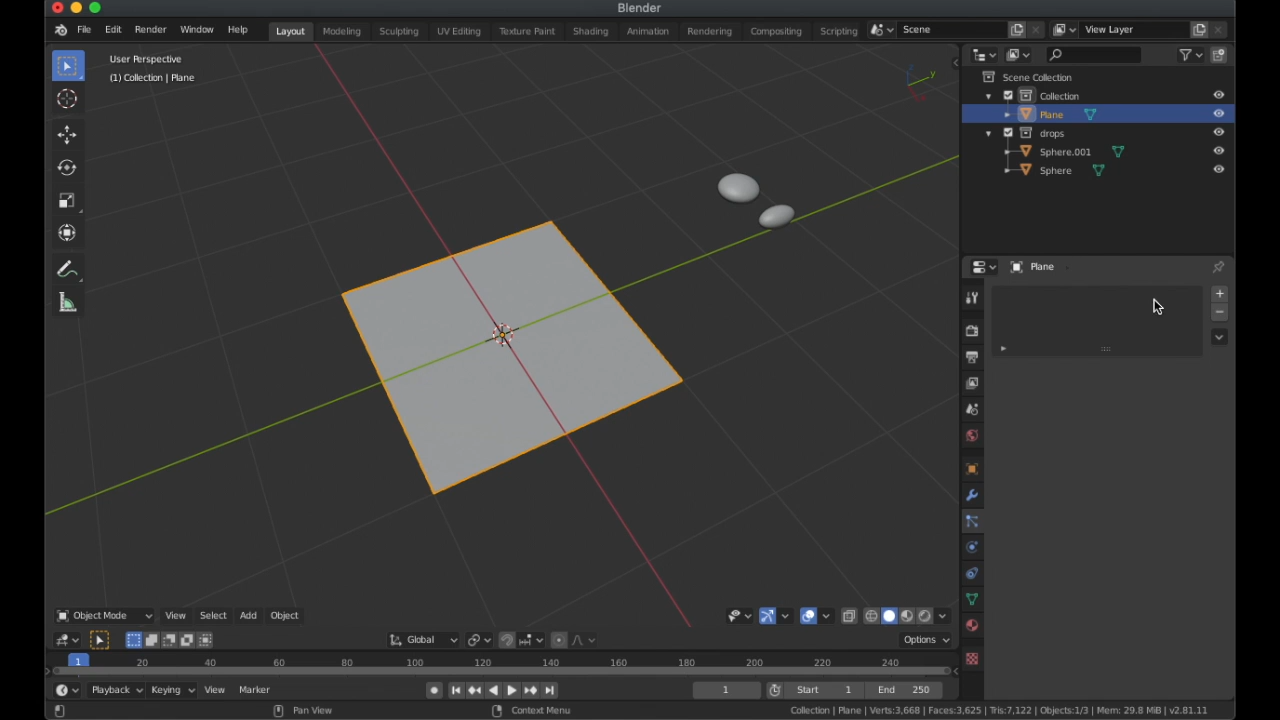 Blender
File Edit Render Window Help Layout Modeling Sculpting UV Editing Texture Paint Shading Animation Rendering Compositing Scripting Scene View Layer
User Perspective
(1) Collection | Plane
Scene Collection
Collection
Plane
drops
Sphere.001
Sphere
Plane
y
Object Mode View Select Add Object
Global Options
1 20 40 60 80 100 120 140 160 180 200 220 240
Playback Keying View Marker 1 Start 1 End 250
Pan View Context Menu Collection | Plane | Verts:3,668 | Faces:3,625 | Tris:7,122 | Objects:1/3 | Mem: 29.8 MiB | v2.81.11